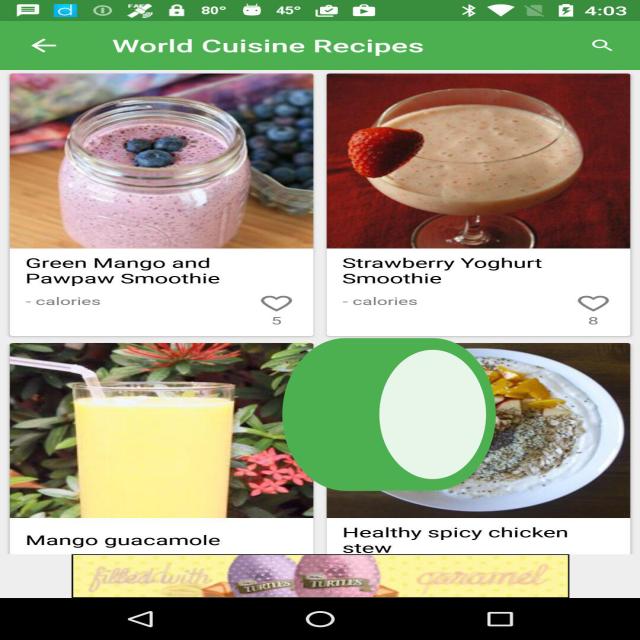 80° 45° 4:03
World Cuisine Recipes
Green Mango and
Pawpaw Smoothie
- calories
5
Strawberry Yoghurt
Smoothie
- calories
8
Mango guacamole
Healthy spicy chicken
stew
filled with TURTLES TURTLES caramel